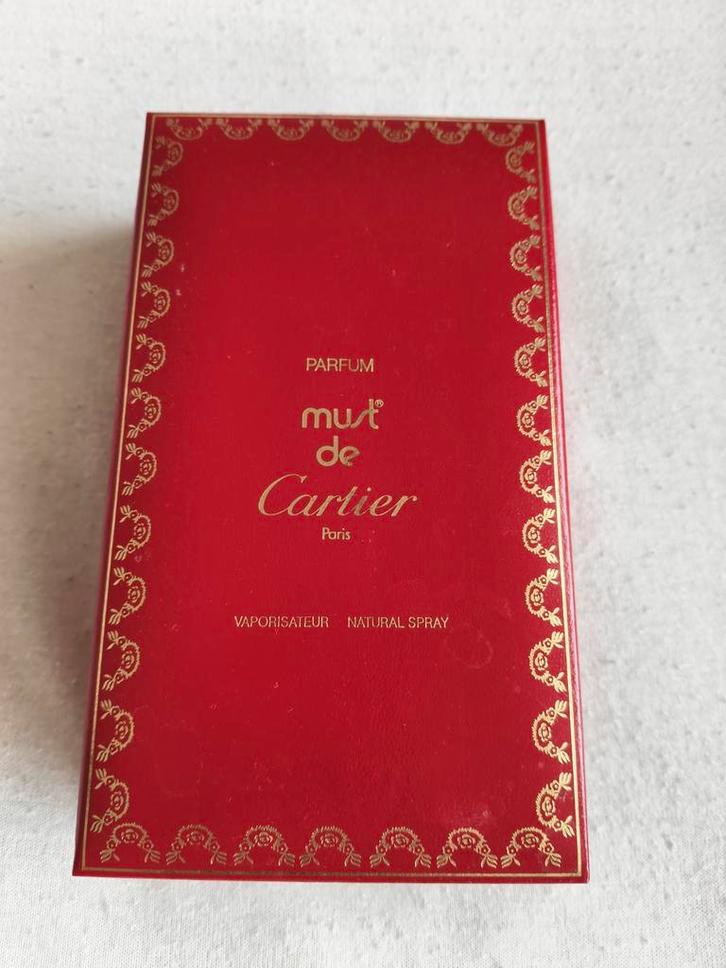 PARFUM
must®
de
Cartier
Paris
VAPORISATEUR NATURAL SPRAY